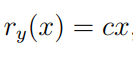 r_y(x) = cx,